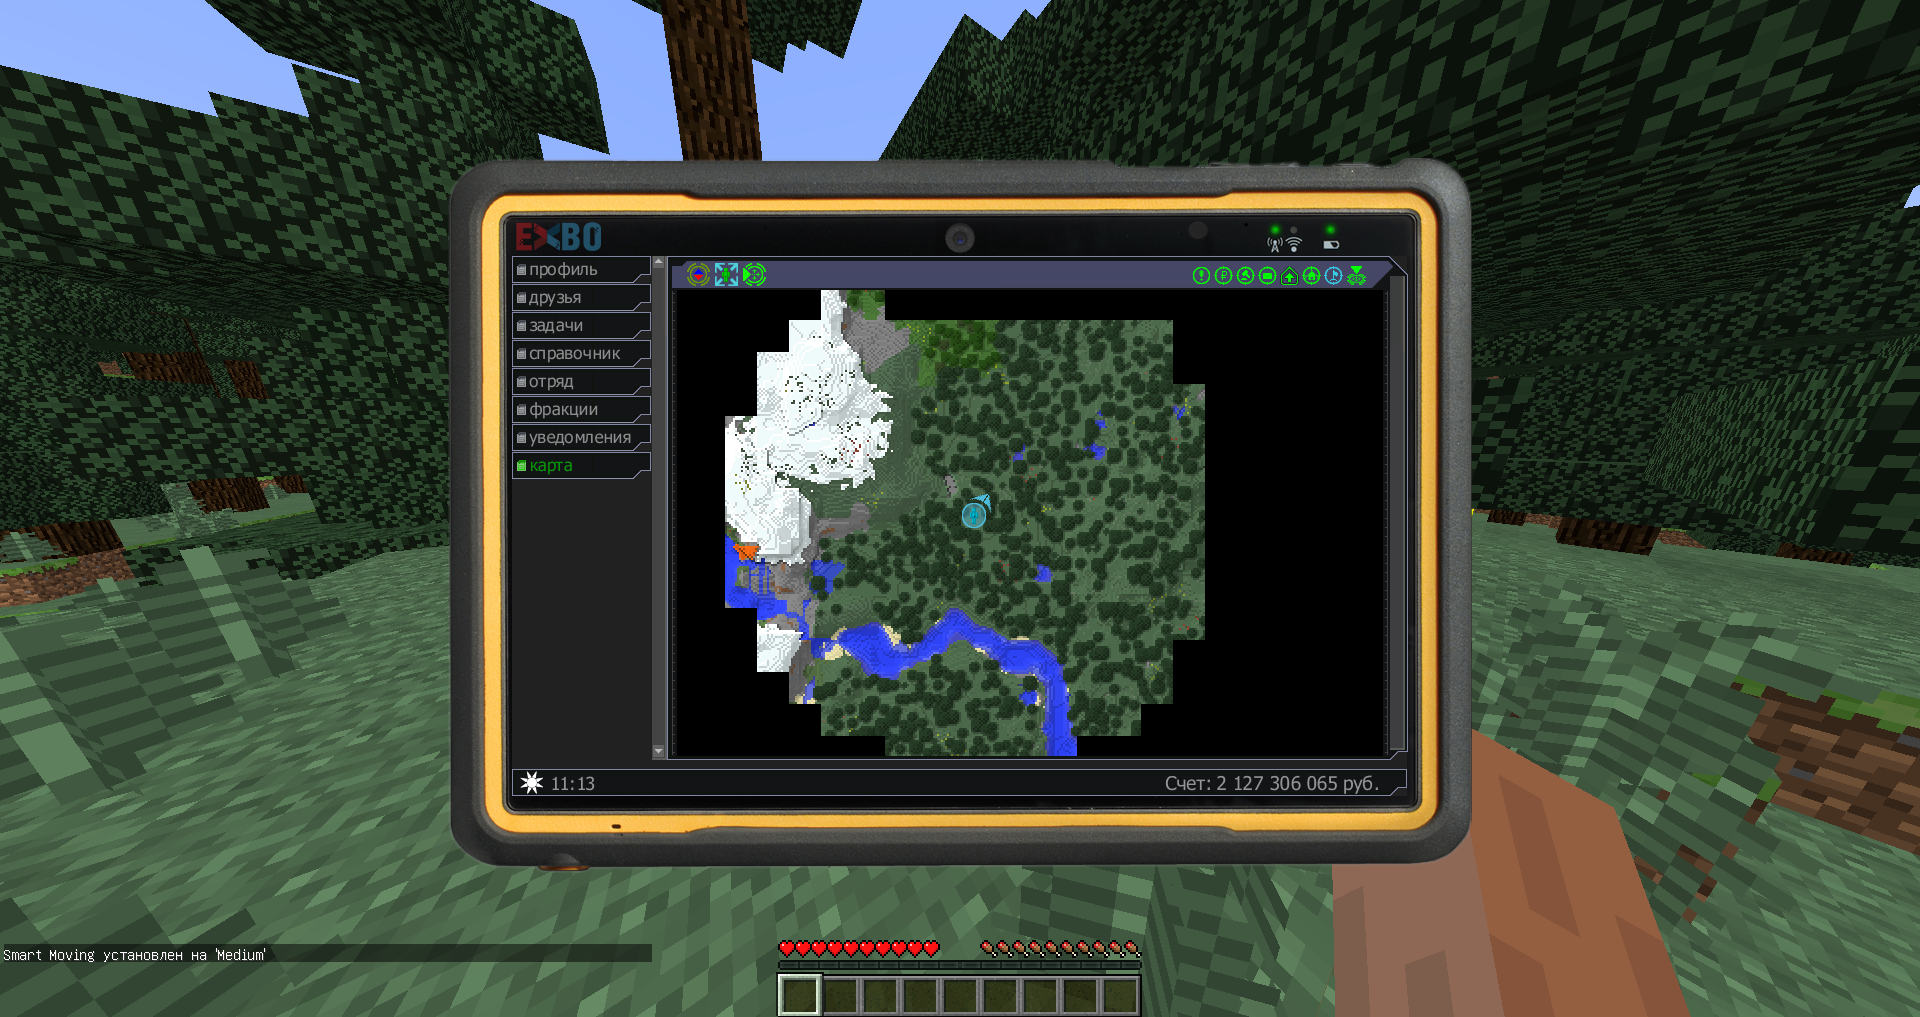 EXBO
профиль
друзья
задачи
справочник
отряд
фракции
уведомления
карта
11:13
Счет: 2 127 306 065 руб.
Smart Moving установлен на 'Medium'